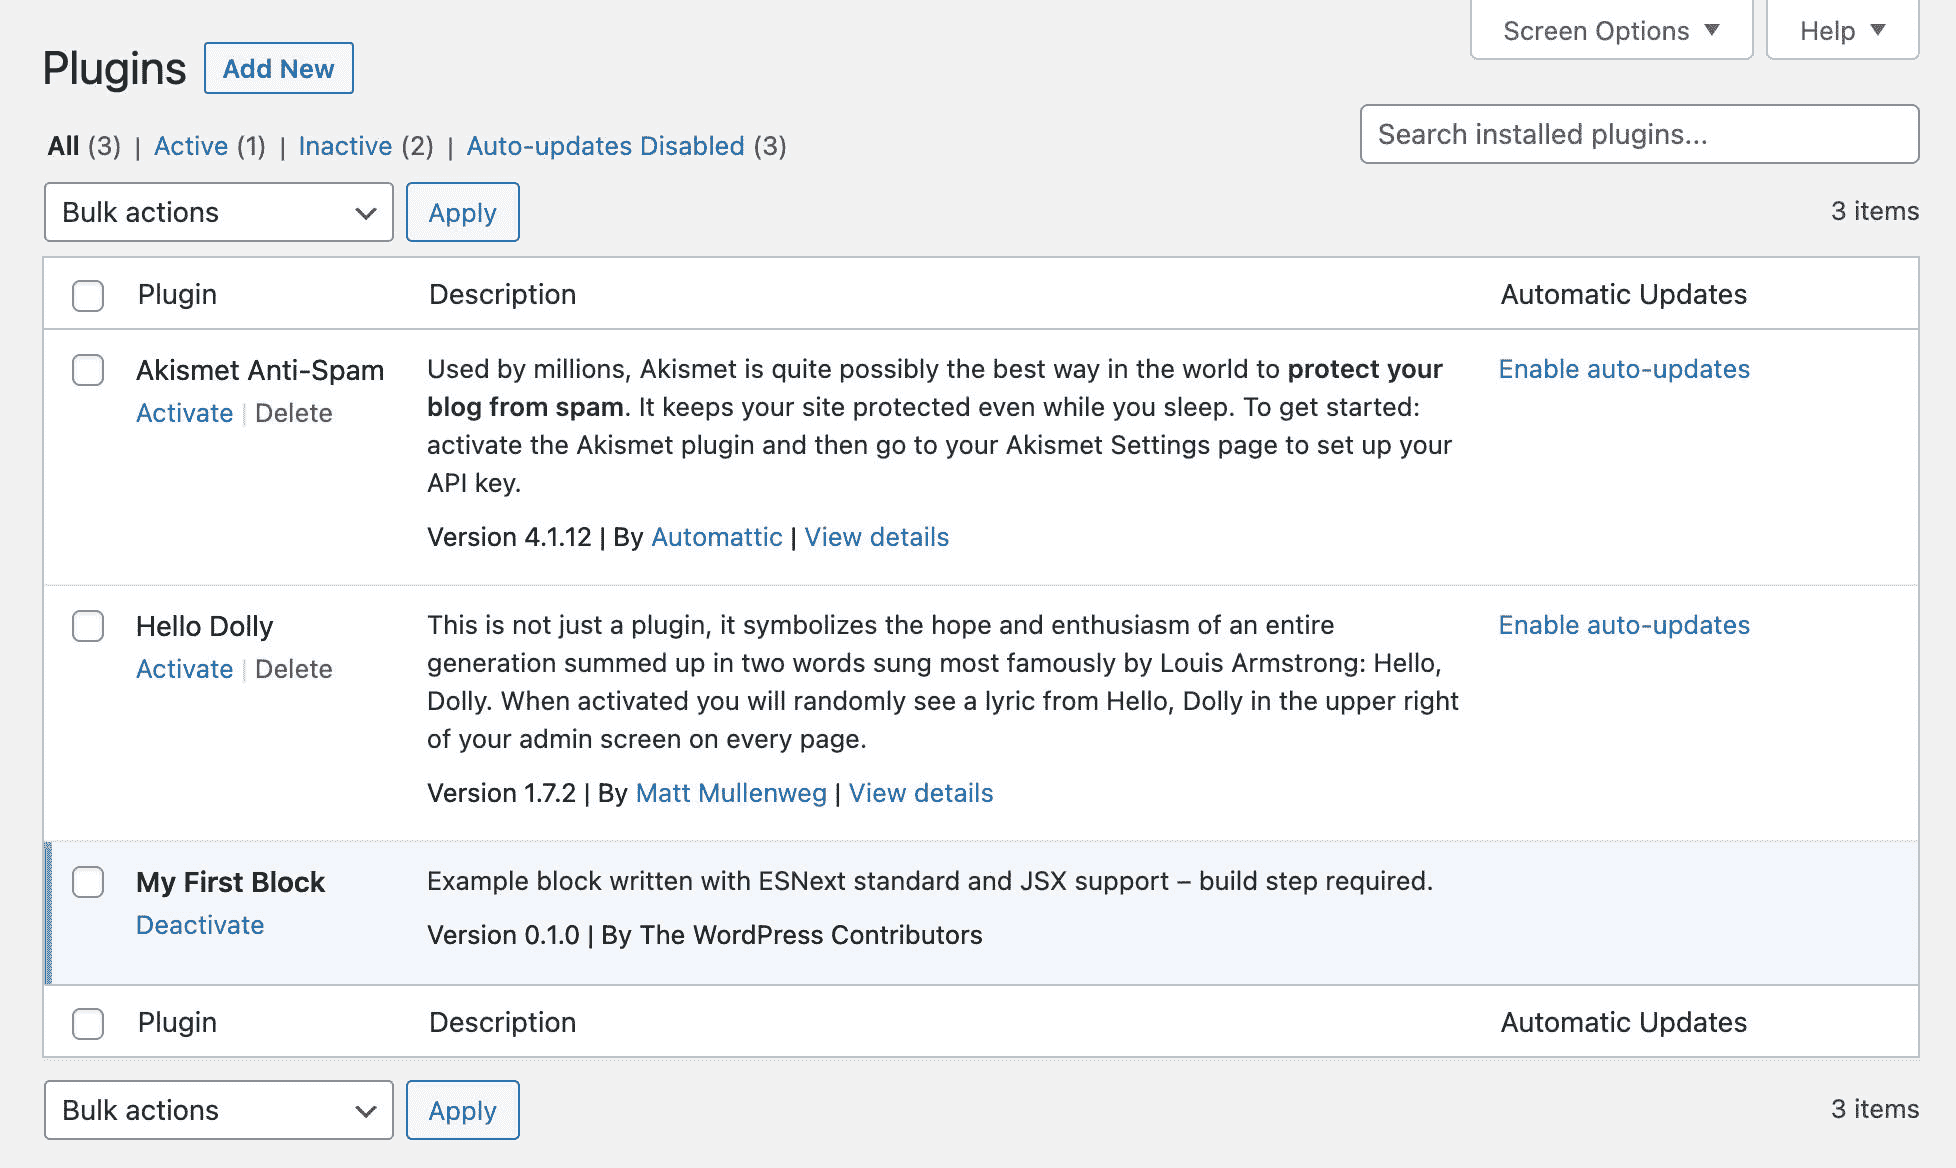 Screen Options ▼
Help ▼
Plugins
Add New
All (3) | Active (1) | Inactive (2) | Auto-updates Disabled (3)
Search installed plugins...
Bulk actions
Apply
3 items
Plugin
Description
Automatic Updates
Akismet Anti-Spam
Activate | Delete
Used by millions, Akismet is quite possibly the best way in the world to protect your
blog from spam. It keeps your site protected even while you sleep. To get started:
activate the Akismet plugin and then go to your Akismet Settings page to set up your
API key.
Version 4.1.12 | By Automattic | View details
Enable auto-updates
Hello Dolly
Activate | Delete
This is not just a plugin, it symbolizes the hope and enthusiasm of an entire
generation summed up in two words sung most famously by Louis Armstrong: Hello,
Dolly. When activated you will randomly see a lyric from Hello, Dolly in the upper right
of your admin screen on every page.
Version 1.7.2 | By Matt Mullenweg | View details
Enable auto-updates
My First Block
Deactivate
Example block written with ESNext standard and JSX support – build step required.
Version 0.1.0 | By The WordPress Contributors
Plugin
Description
Automatic Updates
Bulk actions
Apply
3 items